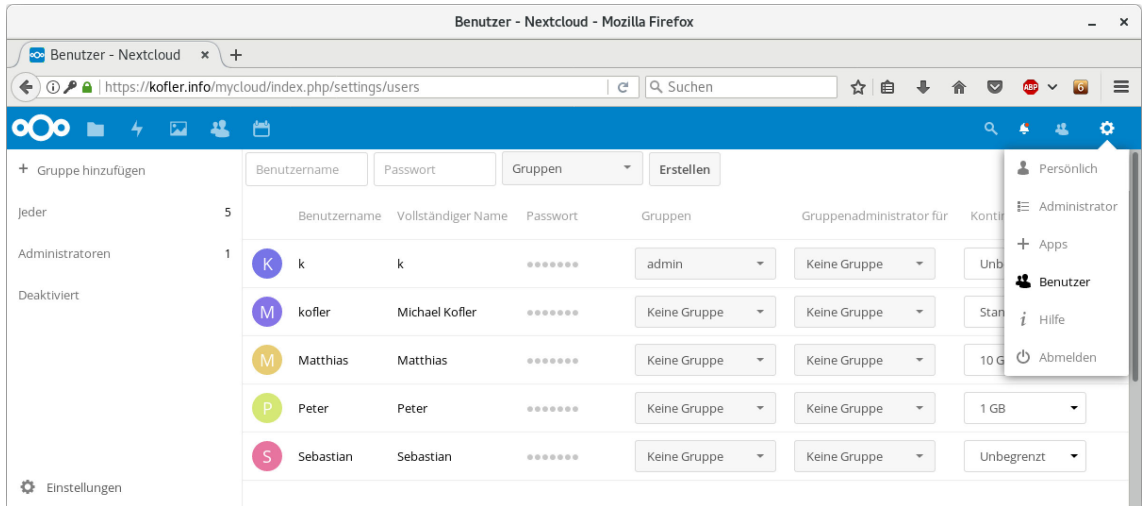 Benutzer - Nextcloud - Mozilla Firefox
Benutzer - Nextcloud
https://kofler.info/mycloud/index.php/settings/users
Suchen
ABP
6
+ Gruppe hinzufügen
Jeder 5
Administratoren 1
Deaktiviert
Einstellungen
Benutzername Passwort Gruppen Erstellen
Benutzername Vollständiger Name Passwort Gruppen Gruppenadministrator für
K k k admin Keine Gruppe
M kofler Michael Kofler Keine Gruppe Keine Gruppe
M Matthias Matthias Keine Gruppe Keine Gruppe 10
P Peter Peter Keine Gruppe Keine Gruppe 1 GB
S Sebastian Sebastian Keine Gruppe Keine Gruppe Unbegrenzt
Persönlich
Administrator
+ Apps
Benutzer
i Hilfe
Abmelden